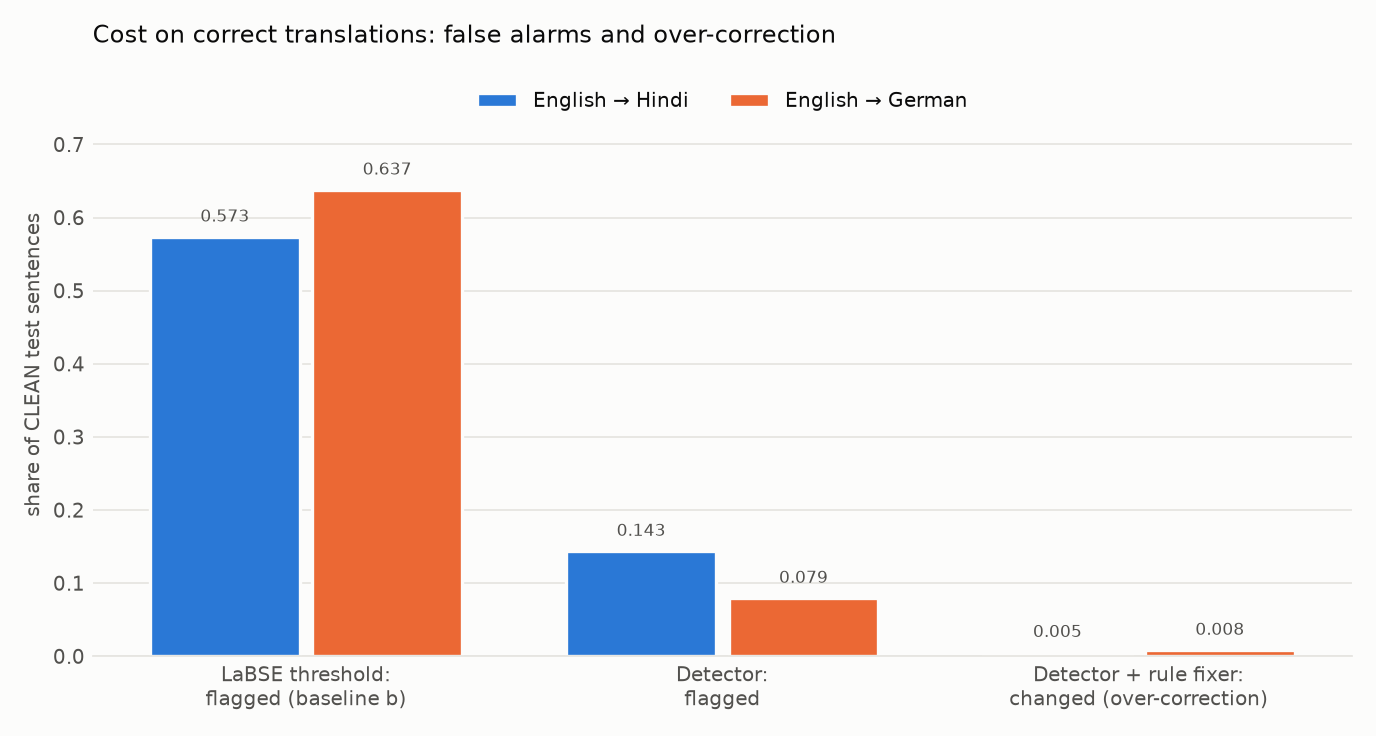 Cost on correct translations: false alarms and over-correction
English → Hindi
English → German
share of CLEAN test sentences
0.7
0.6
0.5
0.4
0.3
0.2
0.1
0.0
0.573
0.637
0.143
0.079
0.005
0.008
LaBSE threshold:
flagged (baseline b)
Detector:
flagged
Detector + rule fixer:
changed (over-correction)